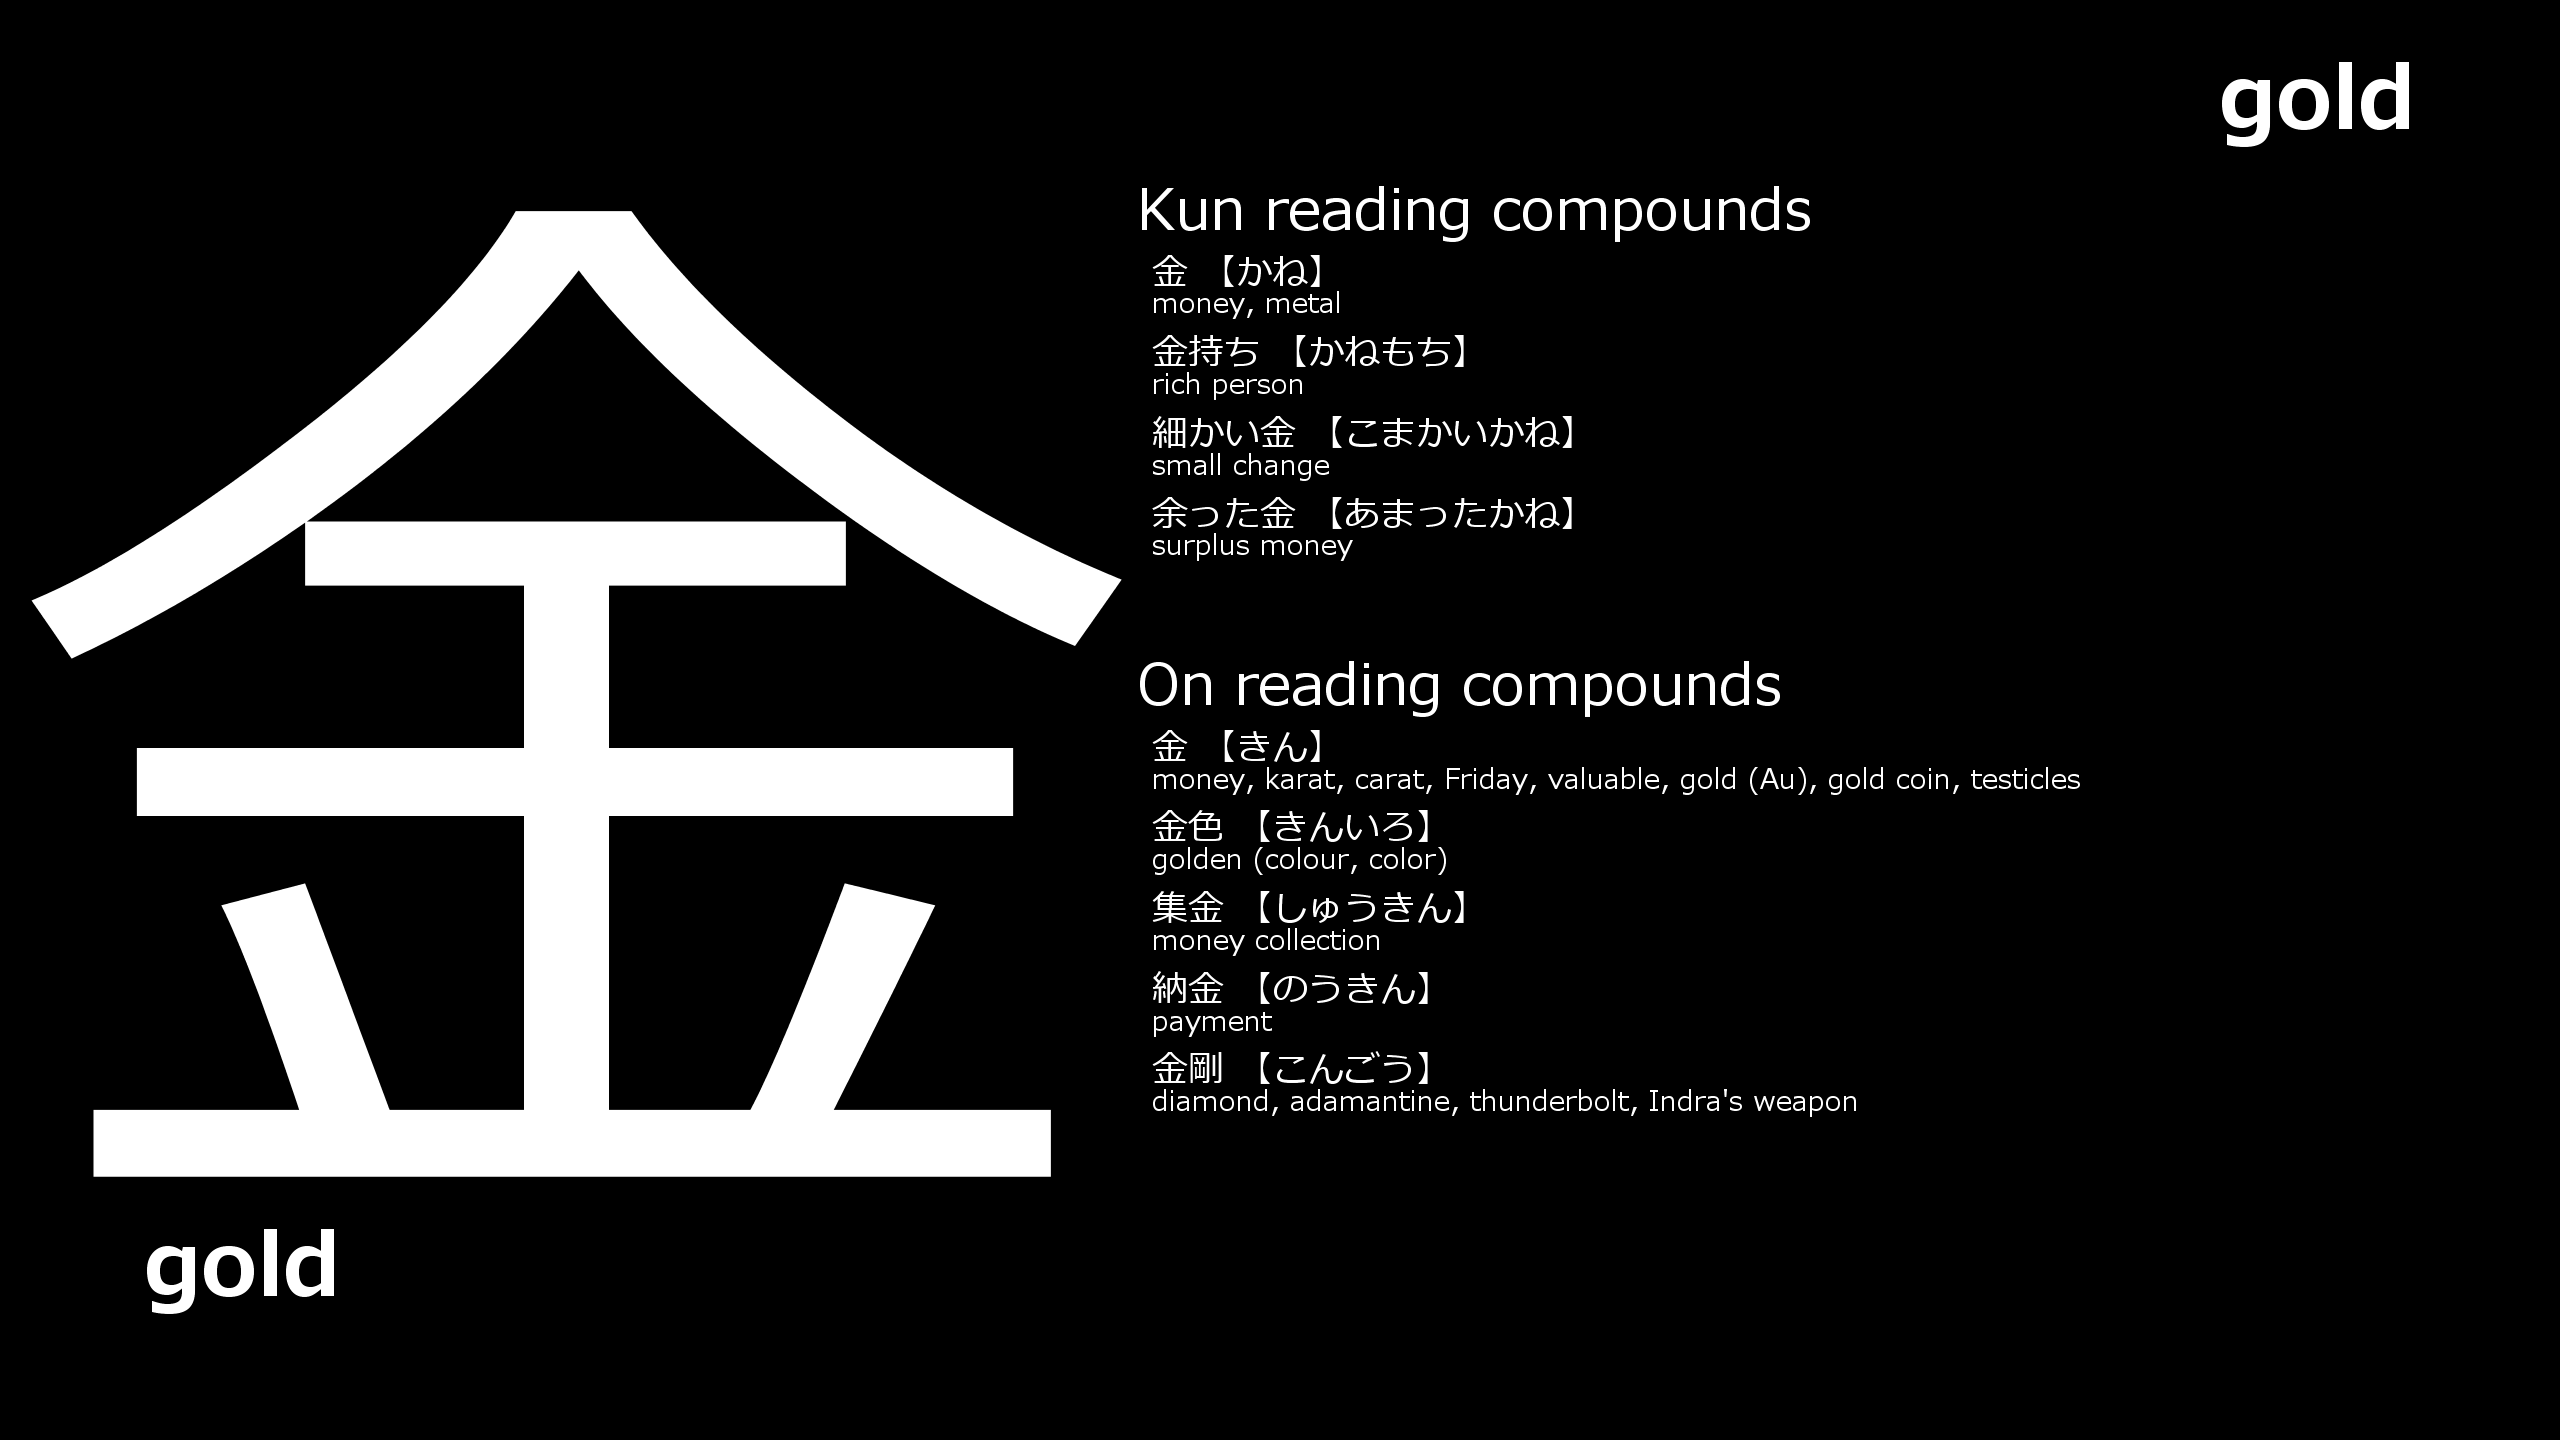 gold
金
Kun reading compounds
金 【かね】
money, metal
金持ち 【かねもち】
rich person
細かい金 【こまかいかね】
small change
余った金 【あまったかね】
surplus money
On reading compounds
金 【きん】
money, karat, carat, Friday, valuable, gold (Au), gold coin, testicles
金色 【きんいろ】
golden (colour, color)
集金 【しゅうきん】
money collection
納金 【のうきん】
payment
金剛 【こんごう】
diamond, adamantine, thunderbolt, Indra's weapon
gold